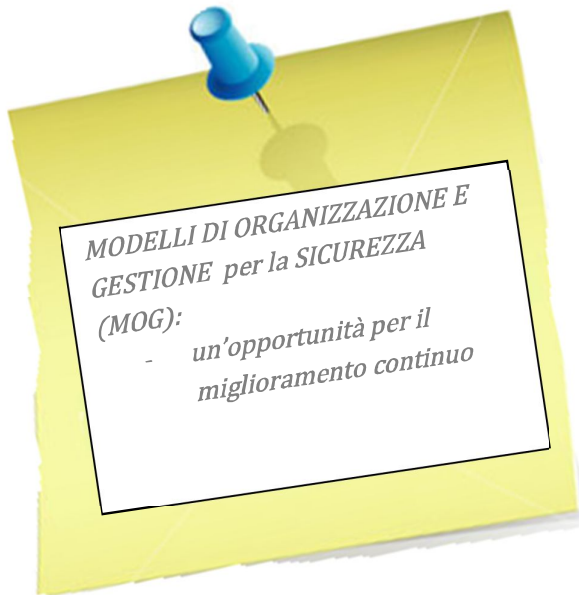 MODELLI DI ORGANIZZAZIONE E
GESTIONE  per la SICUREZZA
(MOG):
- un’opportunità per il
miglioramento continuo